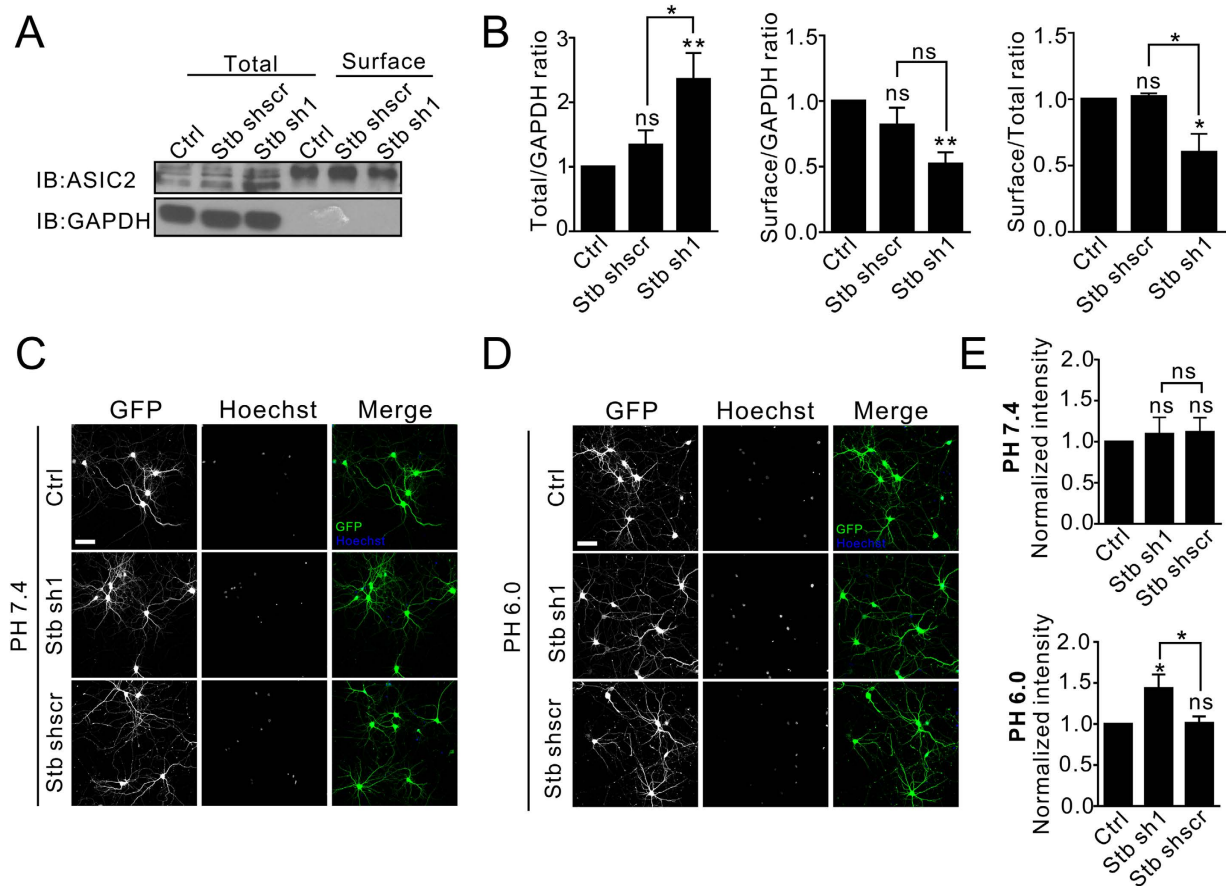 A
Total
Surface
Ctrl
Stb shscr
Stb sh1
Ctrl
Stb shscr
Stb sh1
IB:ASIC2
IB:GAPDH
B
Total/GAPDH ratio
3
2
1
0
ns
**
*
Ctrl
Stb shscr
Stb sh1
Surface/GAPDH ratio
1.5
1.0
0.5
0.0
ns
ns
**
Ctrl
Stb shscr
Stb sh1
Surface/Total ratio
1.5
1.0
0.5
0.0
ns
*
*
Ctrl
Stb shscr
Stb sh1
C
GFP Hoechst Merge
PH 7.4
Ctrl
Stb sh1
Stb shscr
GFP
Hoechst
D
GFP Hoechst Merge
PH 6.0
Ctrl
Stb sh1
Stb shscr
GFP
Hoechst
E
PH 7.4
Normalized intensity
2.0
1.5
1.0
0.5
0.0
ns
ns
ns
Ctrl
Stb sh1
Stb shscr
PH 6.0
Normalized intensity
2.0
1.5
1.0
0.5
0.0
*
*
ns
Ctrl
Stb sh1
Stb shscr